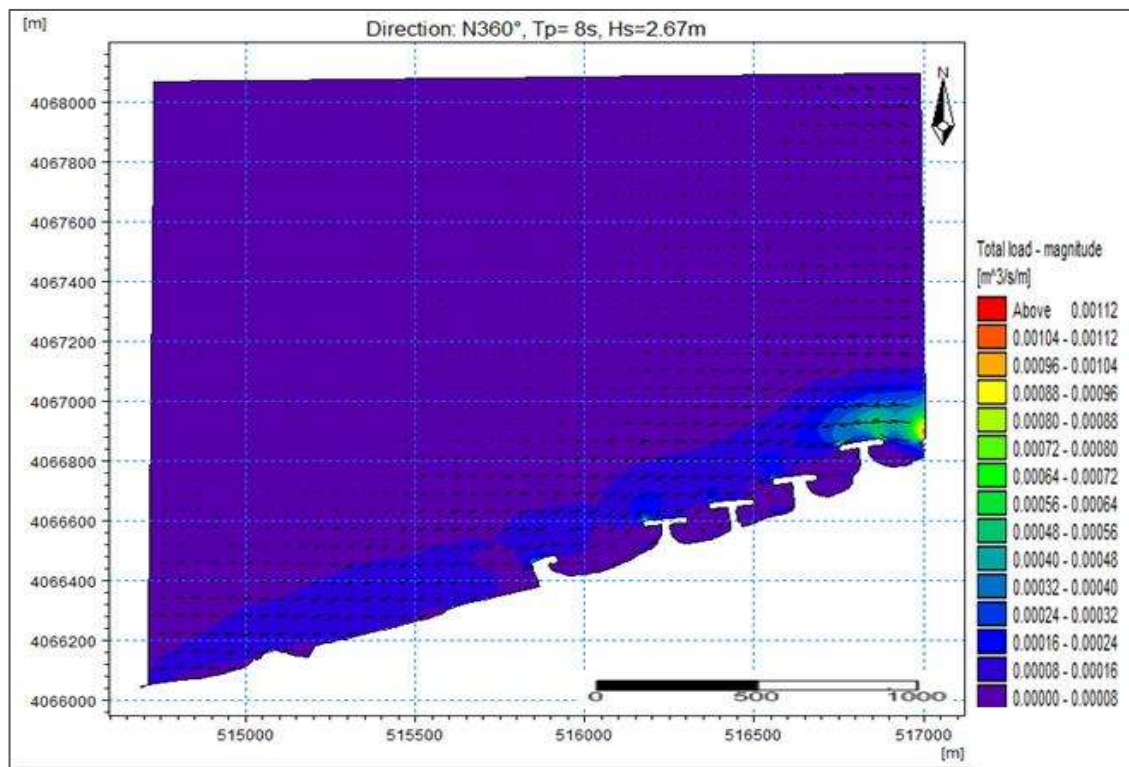 [m]
Direction: N360°, Tp= 8s, Hs=2.67m
N
4068000
4067800
4067600
4067400
4067200
4067000
4066800
4066600
4066400
4066200
4066000
515000 515500 516000 516500 517000
[m]
0 500 1000
Total load - magnitude
[m^3/s/m]
Above 0.00112
0.00104 - 0.00112
0.00096 - 0.00104
0.00088 - 0.00096
0.00080 - 0.00088
0.00072 - 0.00080
0.00064 - 0.00072
0.00056 - 0.00064
0.00048 - 0.00056
0.00040 - 0.00048
0.00032 - 0.00040
0.00024 - 0.00032
0.00016 - 0.00024
0.00008 - 0.00016
0.00000 - 0.00008